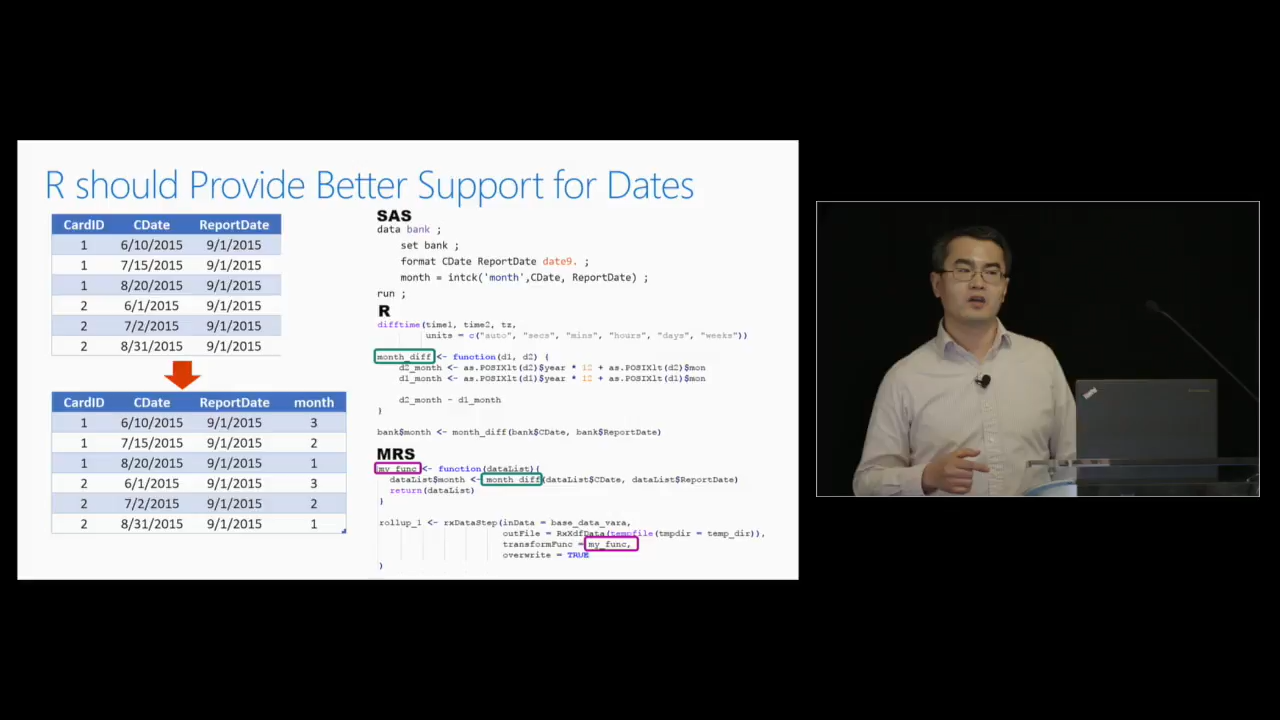 R should Provide Better Support for Dates
CardID CDate ReportDate
1 6/10/2015 9/1/2015
1 7/15/2015 9/1/2015
1 8/20/2015 9/1/2015
2 6/1/2015 9/1/2015
2 7/2/2015 9/1/2015
2 8/31/2015 9/1/2015
CardID CDate ReportDate month
1 6/10/2015 9/1/2015 3
1 7/15/2015 9/1/2015 2
1 8/20/2015 9/1/2015 1
2 6/1/2015 9/1/2015 3
2 7/2/2015 9/1/2015 2
2 8/31/2015 9/1/2015 1
SAS
data bank ;
set bank ;
format CDate ReportDate date9. ;
month = intck('month',CDate, ReportDate) ;
run ;
R
difftime(time1, time2, tz,
units = c("auto", "secs", "mins", "hours", "days", "weeks"))
month_diff <- function(d1, d2) {
d2_month <- as.POSIXlt(d2)$year * 12 + as.POSIXlt(d2)$mon
d1_month <- as.POSIXlt(d1)$year * 12 + as.POSIXlt(d1)$mon
d2_month - d1_month
}
bank$month <- month_diff(bank$CDate, bank$ReportDate)
MRS
my_func <- function(dataList){
dataList$month <- month_diff(dataList$CDate, dataList$ReportDate)
return(dataList)
}
rollup_1 <- rxDataStep(inData = base_data_vara,
outFile = RxXdfData(tempfile(tmpdir = temp_dir)),
transformFunc = my_func,
overwrite = TRUE
)